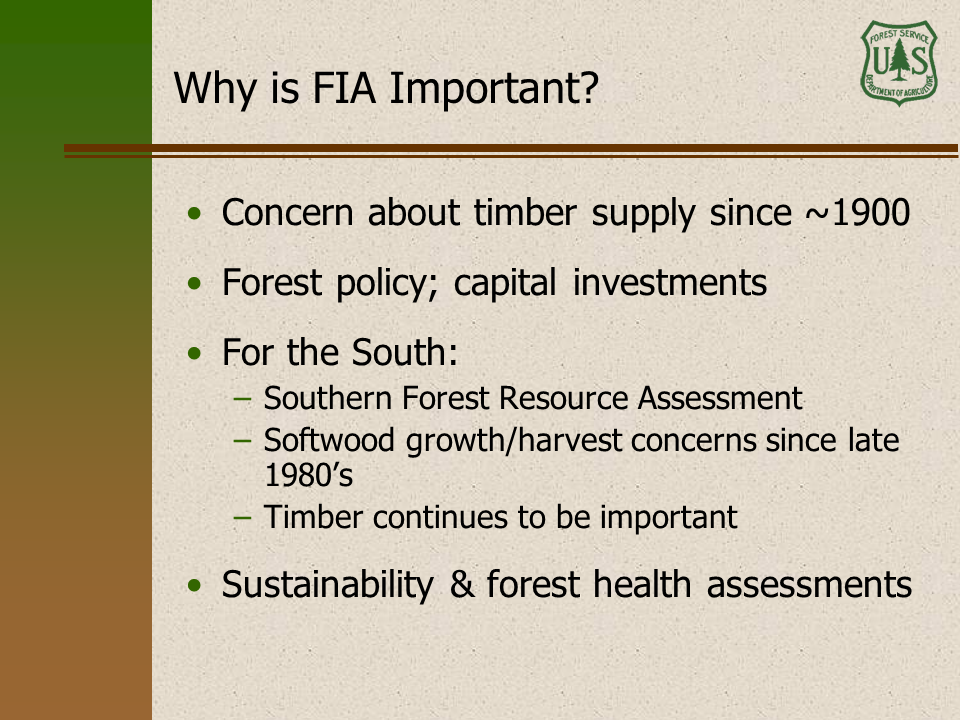 FOREST SERVICE
U S
DEPARTMENT OF AGRICULTURE
Why is FIA Important?
• Concern about timber supply since ~1900
• Forest policy; capital investments
• For the South:
– Southern Forest Resource Assessment
– Softwood growth/harvest concerns since late
1980’s
– Timber continues to be important
• Sustainability & forest health assessments